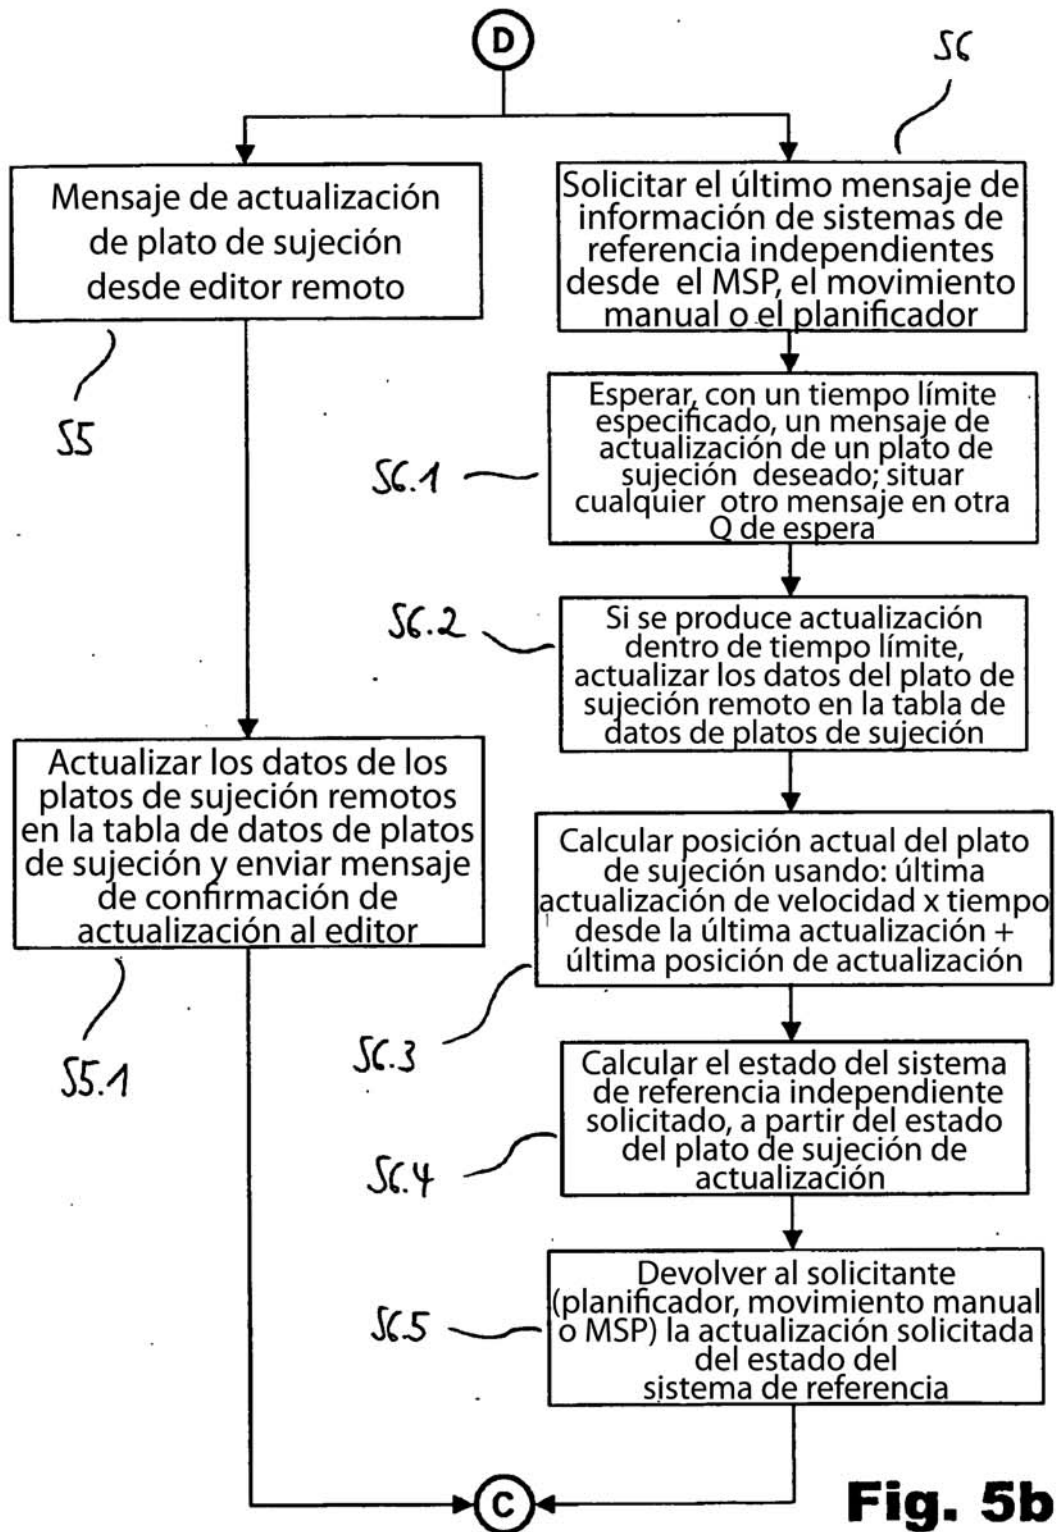 D
S6
Mensaje de actualización
de plato de sujeción
desde editor remoto
S5
Solicitar el último mensaje de
información de sistemas de
referencia independientes
desde el MSP, el movimiento
manual o el planificador
Esperar, con un tiempo límite
especificado, un mensaje de
actualización de un plato de
sujeción deseado; situar
cualquier otro mensaje en otra
Q de espera
S6.1
Si se produce actualización
dentro de tiempo límite,
actualizar los datos del plato de
sujeción remoto en la tabla de
datos de platos de sujeción
S6.2
Actualizar los datos de los
platos de sujeción remotos
en la tabla de datos de platos
de sujeción y enviar mensaje
de confirmación de
actualización al editor
S5.1
Calcular posición actual del plato
de sujeción usando: última
actualización de velocidad x tiempo
desde la última actualización +
última posición de actualización
S6.3
Calcular el estado del sistema
de referencia independiente
solicitado, a partir del estado
del plato de sujeción de
actualización
S6.4
Devolver al solicitante
(planificador, movimiento manual
o MSP) la actualización solicitada
del estado del
sistema de referencia
S6.5
C
Fig. 5b